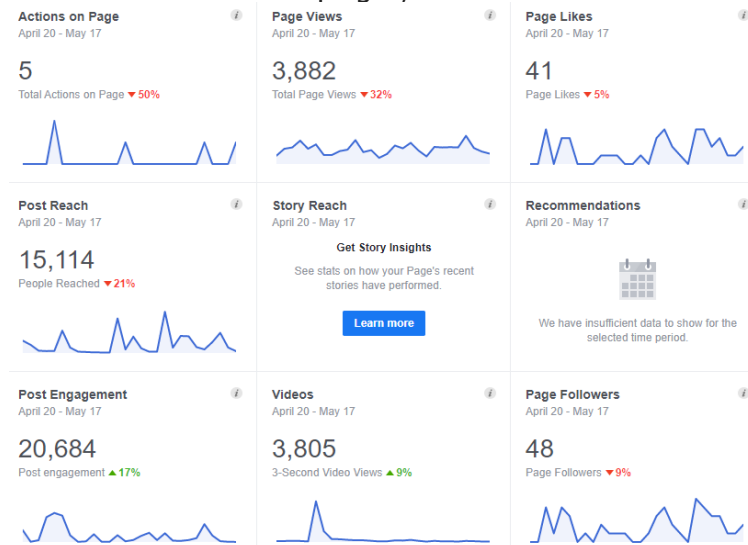 Actions on Page
April 20 - May 17
5
Total Actions on Page ▼50%
Page Views
April 20 - May 17
3,882
Total Page Views ▼32%
Page Likes
April 20 - May 17
41
Page Likes ▼5%
Post Reach
April 20 - May 17
15,114
People Reached ▼21%
Story Reach
April 20 - May 17
Get Story Insights
See stats on how your Page's recent
stories have performed.
Learn more
Recommendations
April 20 - May 17
We have insufficient data to show for the
selected time period.
Post Engagement
April 20 - May 17
20,684
Post engagement ▲17%
Videos
April 20 - May 17
3,805
3-Second Video Views ▲9%
Page Followers
April 20 - May 17
48
Page Followers ▼9%